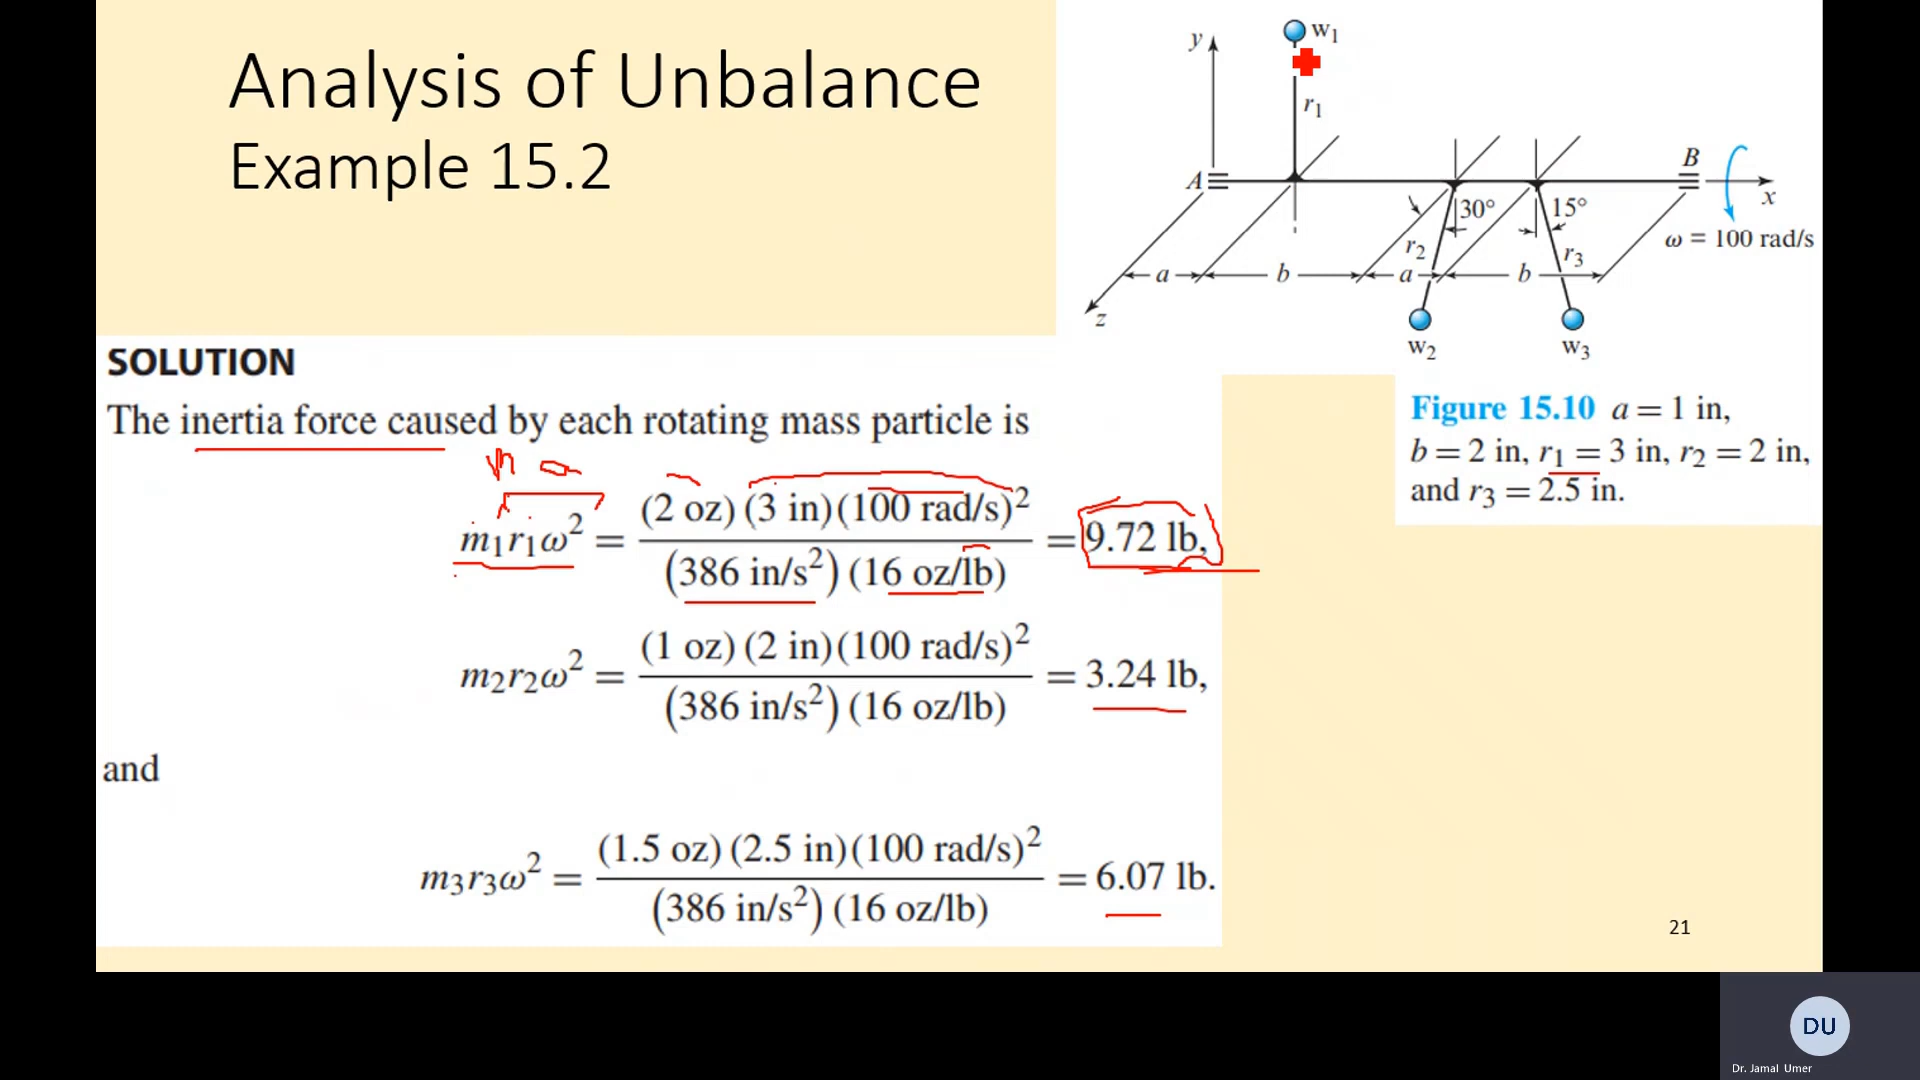 Analysis of Unbalance
Example 15.2
y
w₁
r₁
A
B
x
30°
15°
r₂
r₃
ω = 100 rad/s
a
b
a
b
z
w₂
w₃
SOLUTION
The inertia force caused by each rotating mass particle is
m a
m₁r₁ω² = (2 oz)(3 in)(100 rad/s)² / (386 in/s²)(16 oz/lb) = 9.72 lb,
m₂r₂ω² = (1 oz)(2 in)(100 rad/s)² / (386 in/s²)(16 oz/lb) = 3.24 lb,
and
m₃r₃ω² = (1.5 oz)(2.5 in)(100 rad/s)² / (386 in/s²)(16 oz/lb) = 6.07 lb.
Figure 15.10 a = 1 in,
b = 2 in, r₁ = 3 in, r₂ = 2 in,
and r₃ = 2.5 in.
21
DU
Dr. Jamal Umer